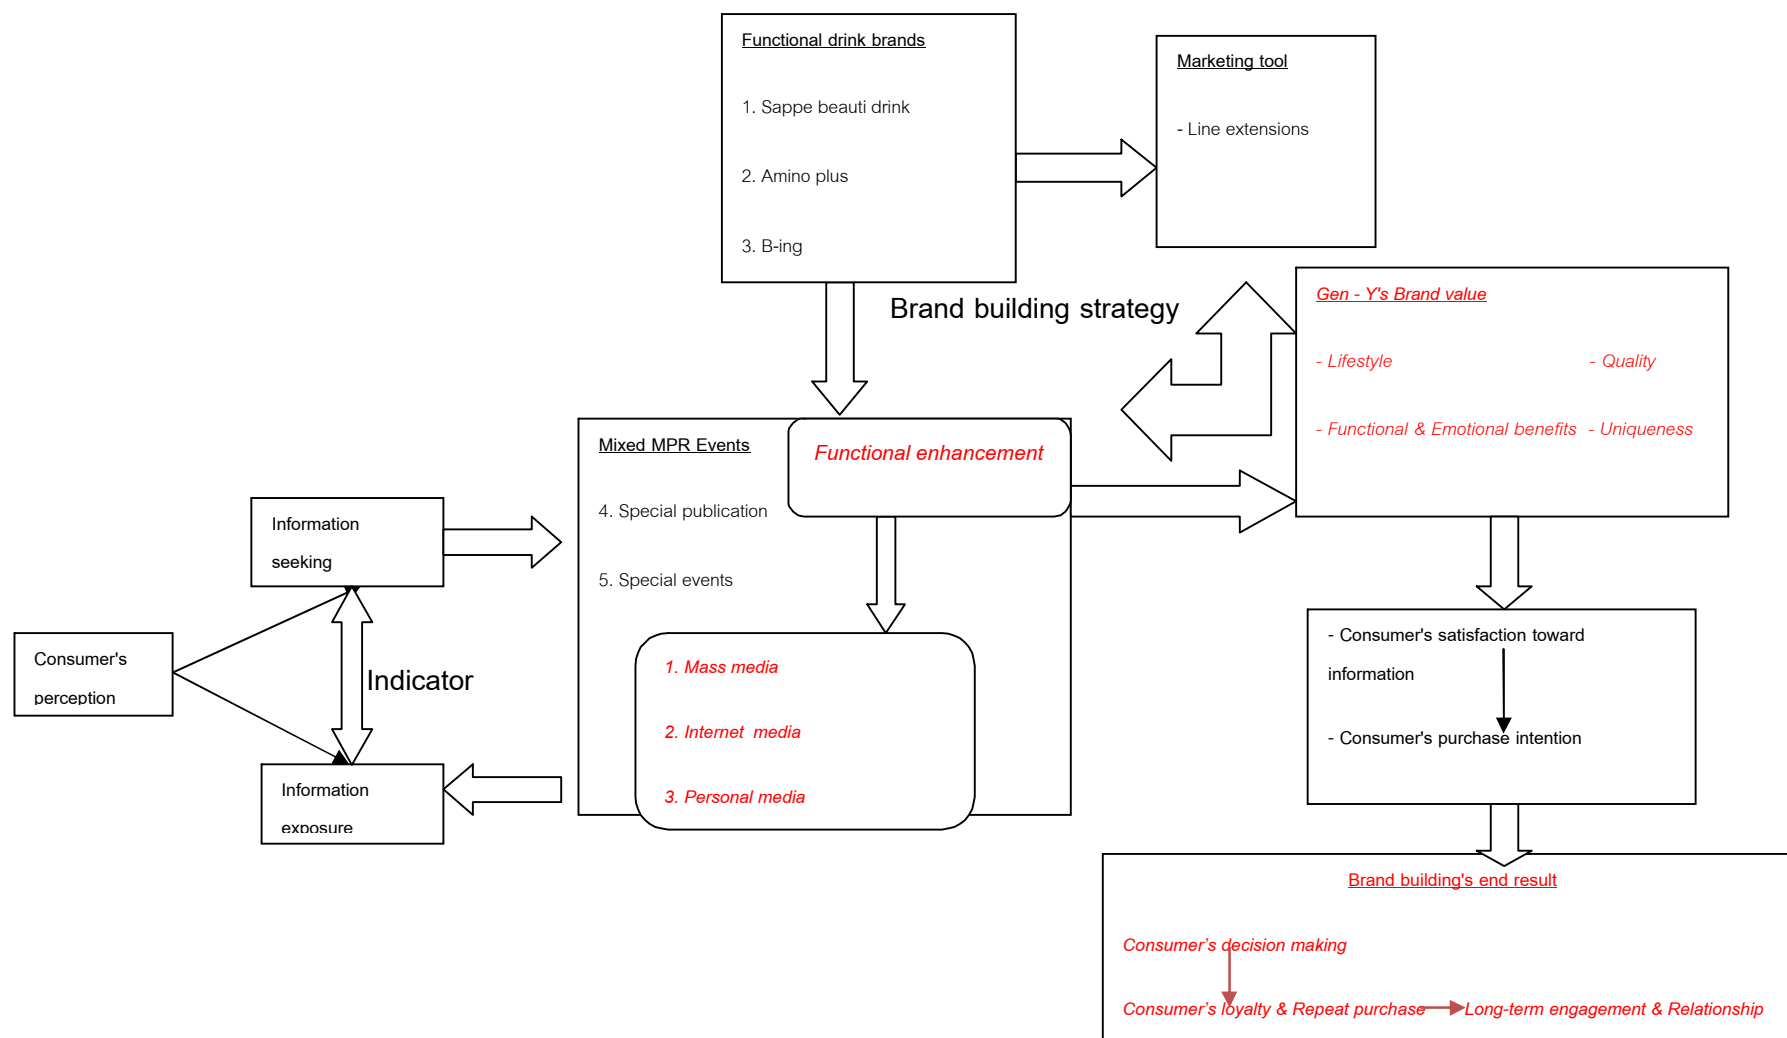 Functional drink brands
1. Sappe beauti drink
2. Amino plus
3. B-ing
Marketing tool
- Line extensions
Brand building strategy
Gen - Y's Brand value
- Lifestyle - Quality
- Functional & Emotional benefits - Uniqueness
Mixed MPR Events
Functional enhancement
4. Special publication
5. Special events
1. Mass media
2. Internet media
3. Personal media
Information
seeking
Consumer's
perception
Indicator
Information
exposure
- Consumer's satisfaction toward
information
- Consumer's purchase intention
Brand building's end result
Consumer’s decision making
Consumer’s loyalty & Repeat purchase Long-term engagement & Relationship